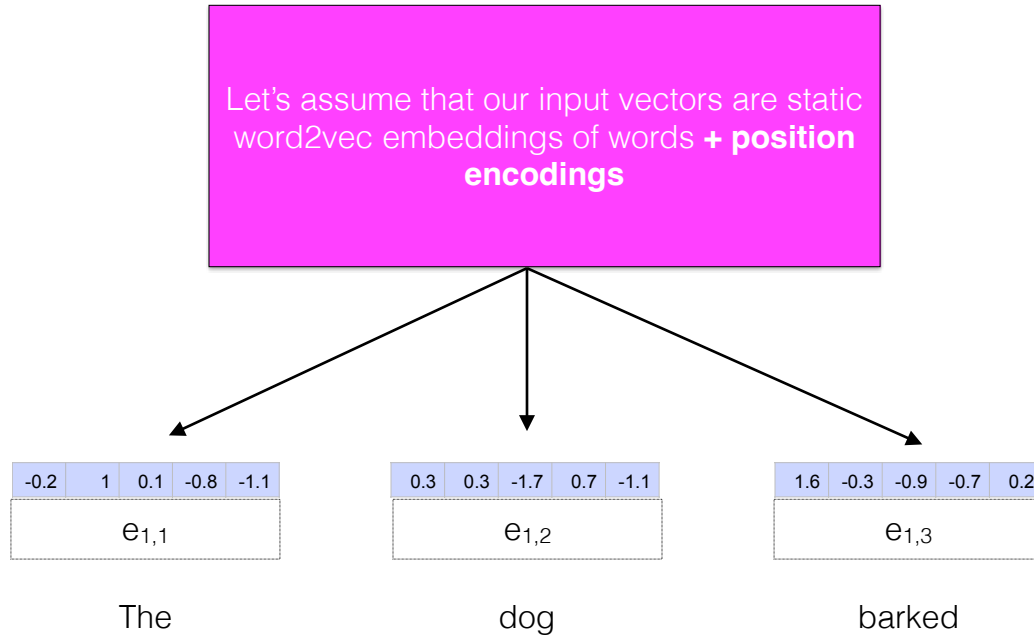 Let’s assume that our input vectors are static
word2vec embeddings of words + position
encodings
-0.2 1 0.1 -0.8 -1.1
0.3 0.3 -1.7 0.7 -1.1
1.6 -0.3 -0.9 -0.7 0.2
e1,1
e1,2
e1,3
The
dog
barked